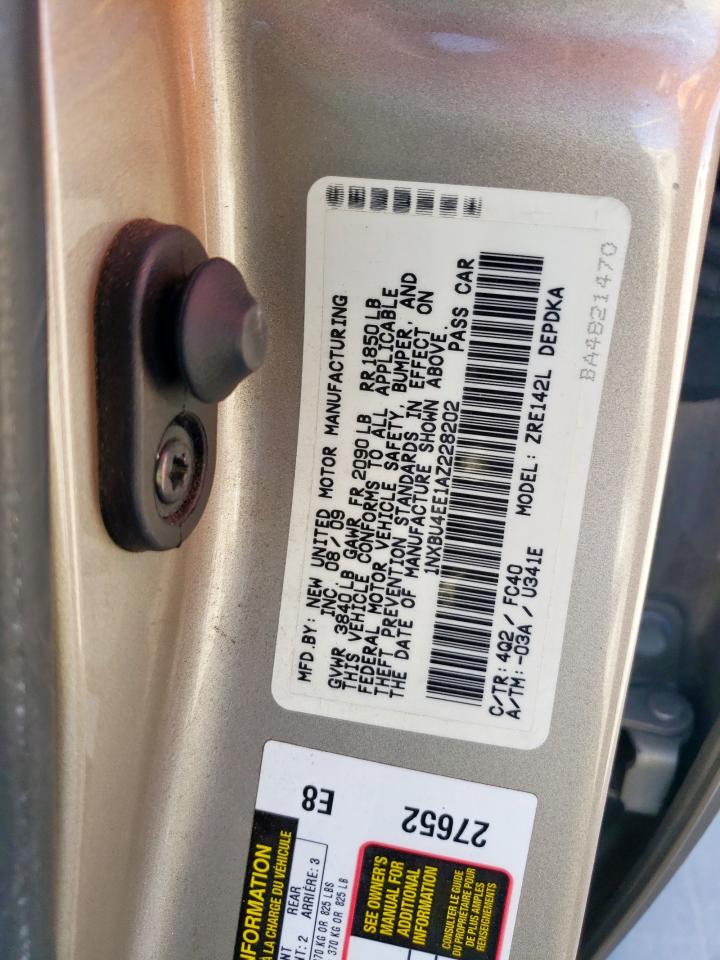 MFD.BY: NEW UNITED MOTOR MANUFACTURING
INC. 08/09
GVWR 3840 LB GAWR FR 2090 LB RR 1850 LB
THIS VEHICLE CONFORMS TO ALL APPLICABLE
FEDERAL MOTOR VEHICLE SAFETY, BUMPER, AND
THEFT PREVENTION STANDARDS IN EFFECT ON
THE DATE OF MANUFACTURE SHOWN ABOVE.
1NXBU4EE1AZ228202 PASS CAR
C/TR: 4Q2 / FC40 MODEL: ZRE142L DEPDKA
A/TM: -03A / U341E
BA4821470
E8
27652
INFORMATION
À LA CHARGE DU VÉHICULE
REAR
2 ARRIÈRE: 3
370 KG OR 825 LBS
370 KG OR 825 LB
SEE OWNER'S
MANUAL FOR
ADDITIONAL
INFORMATION
CONSULTER LE GUIDE
DU PROPRIÉTAIRE POUR
DE PLUS AMPLES
RENSEIGNEMENTS